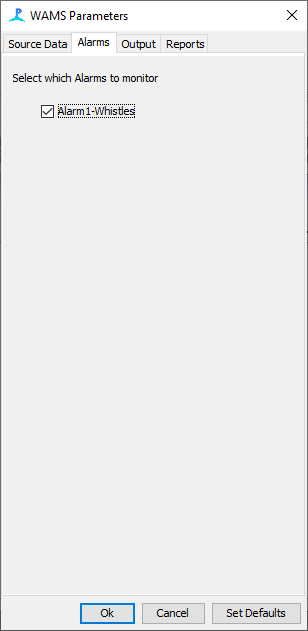 WAMS Parameters
Source Data Alarms Output Reports
Select which Alarms to monitor
Alarm1-Whistles
Ok Cancel Set Defaults